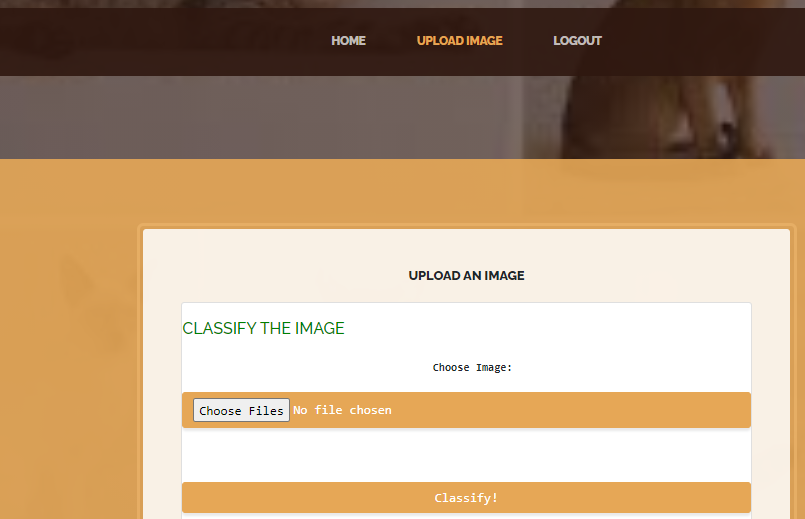 HOME UPLOAD IMAGE LOGOUT
UPLOAD AN IMAGE
CLASSIFY THE IMAGE
Choose Image:
Choose Files No file chosen
Classify!